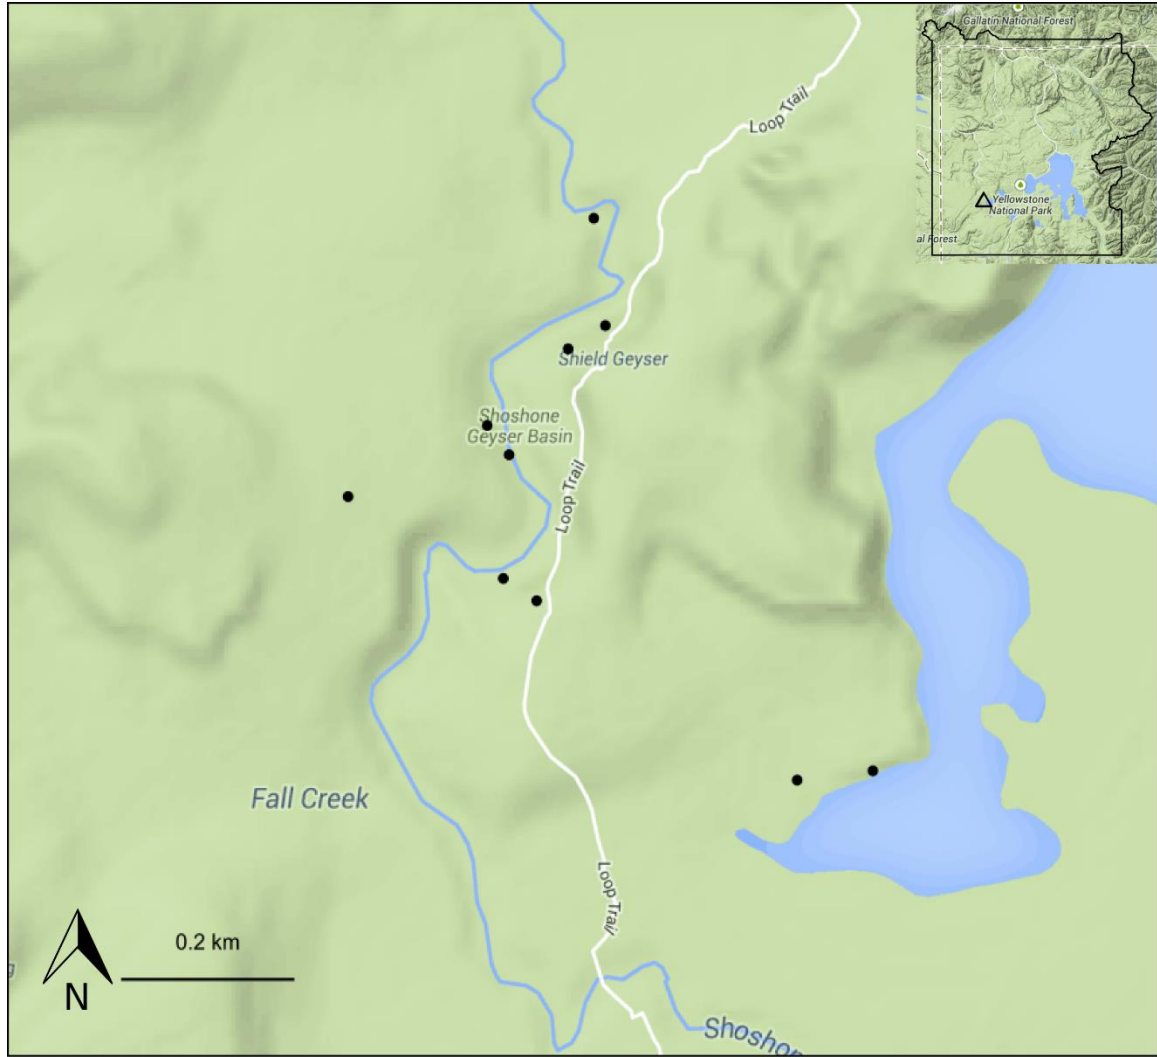 Gallatin National Forest
Yellowstone
National Park
al Forest
Loop Trail
Shield Geyser
Shoshone
Geyser Basin
Loop Trail
Fall Creek
Loop Trail
0.2 km
N
g
Shoshon